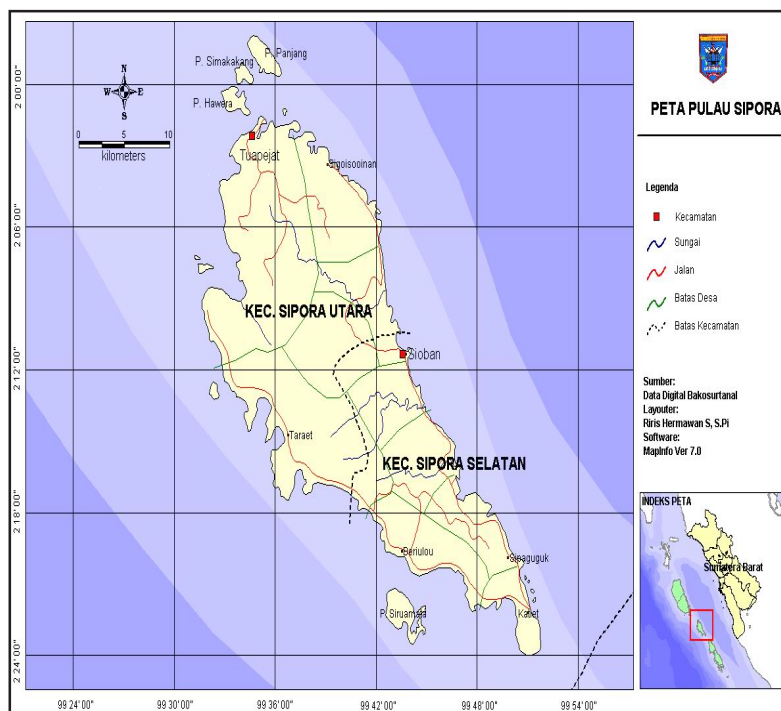 PETA PULAU SIPORA
Legenda
Kecamatan
Sungai
Jalan
Batas Desa
Batas Kecamatan
Sumber:
Data Digital Bakosurtanal
Layouter:
Riris Hermawan S, S.Pi
Software:
MapInfo Ver 7.0
INDEKS PETA
Sumatera Barat
P. Panjang
P. Simakakang
P. Hawera
N
W E
S
0 5 10
kilometers
Tuapejat
Sigoisooinan
KEC. SIPORA UTARA
Sioban
Taraet
KEC. SIPORA SELATAN
Beriulou
Sipaguguk
P. Siruamata
Katiet
2 00'00"
2 06'00"
2 12'00"
2 18'00"
2 24'00"
99 24'00" 99 30'00" 99 36'00" 99 42'00" 99 48'00" 99 54'00"